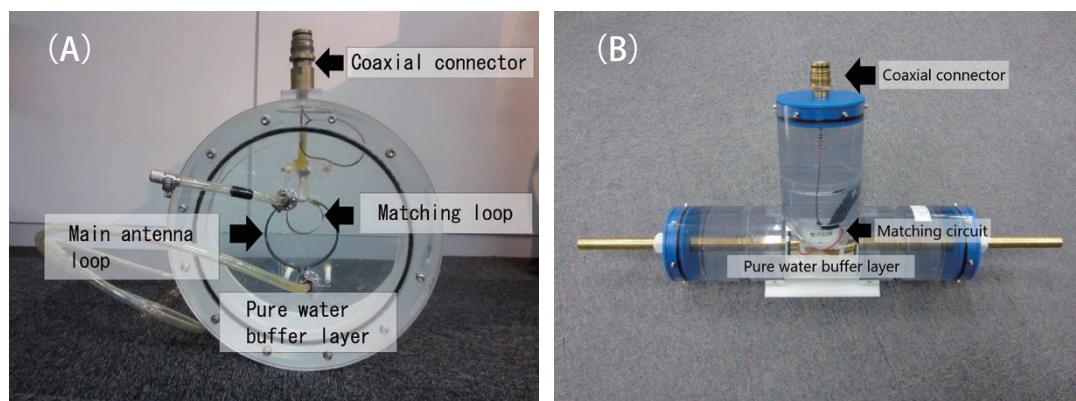 (A)
Coaxial connector
Matching loop
Main antenna
loop
Pure water
buffer layer
(B)
Coaxial connector
Matching circuit
Pure water buffer layer